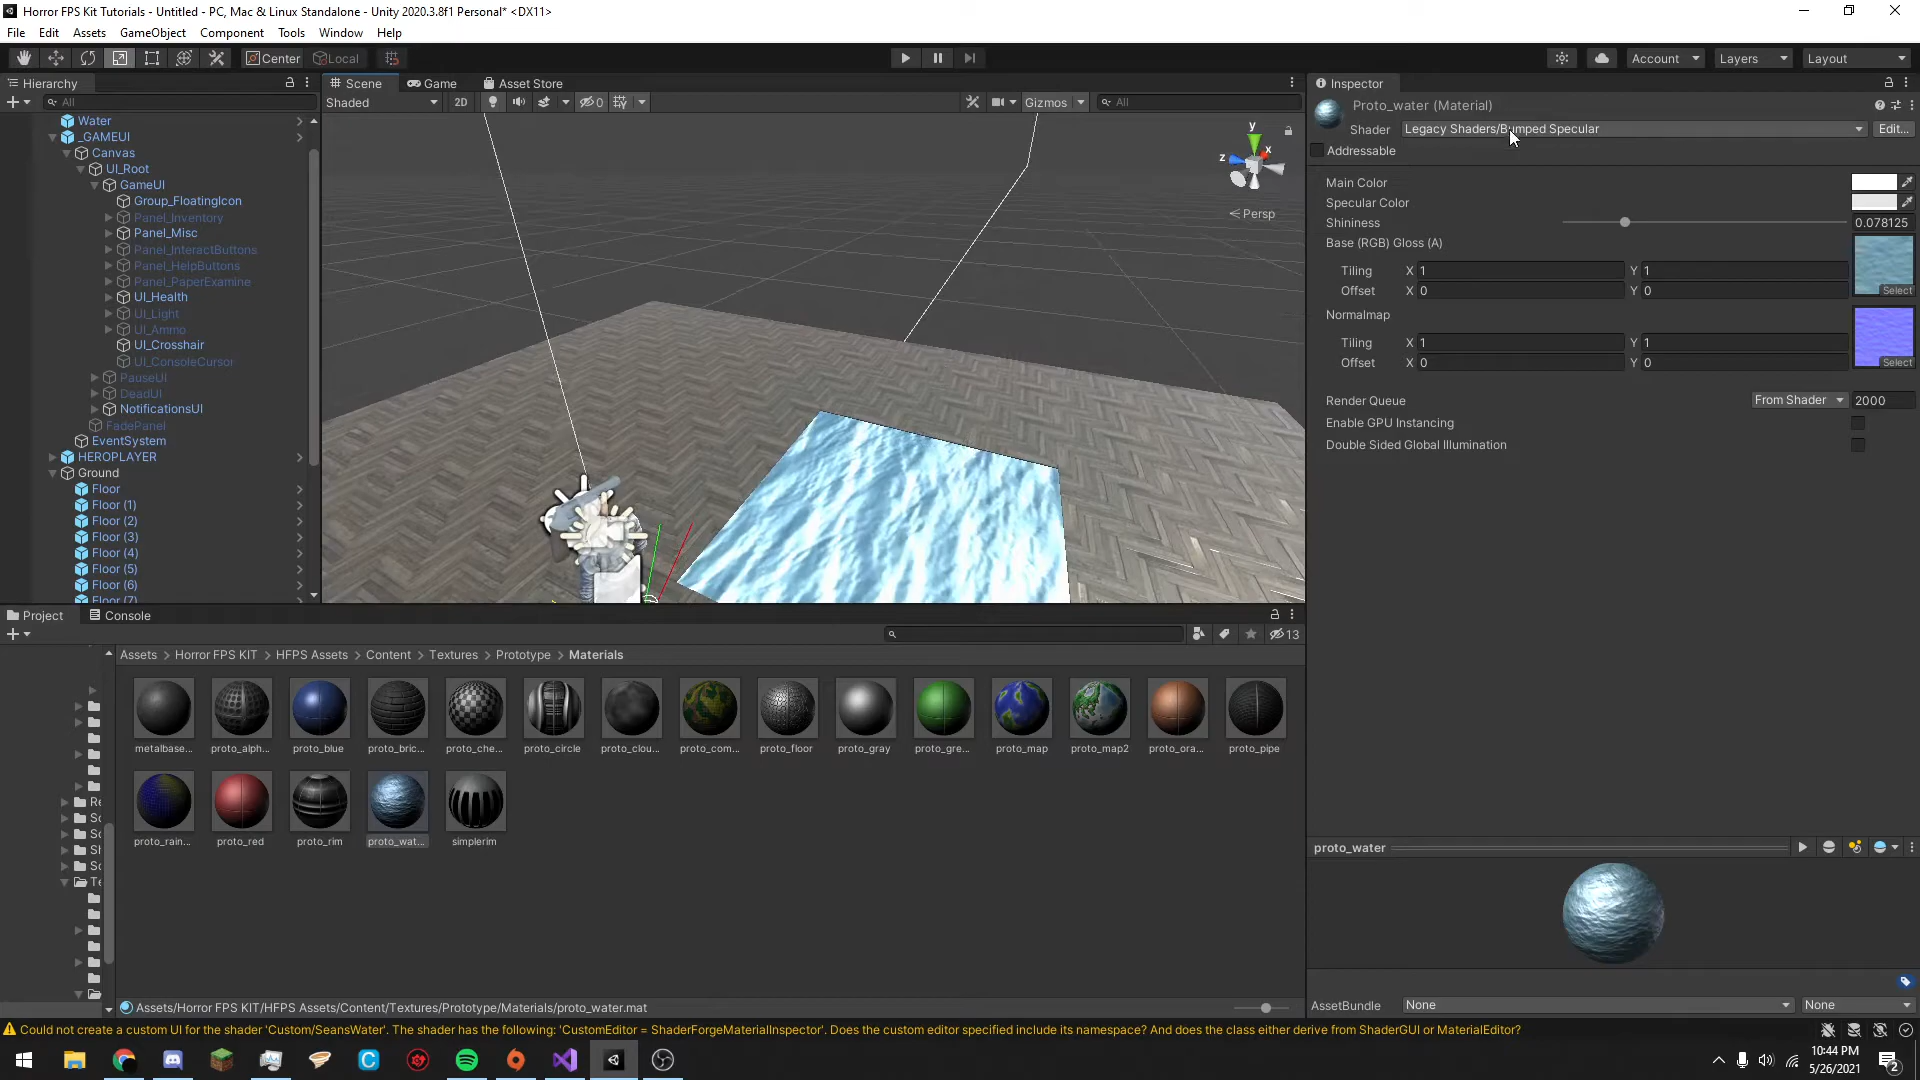 Horror FPS Kit Tutorials - Untitled - PC, Mac & Linux Standalone - Unity 2020.3.8f1 Personal* <DX11>
File Edit Assets GameObject Tools Component Window Help
Center Local Account Layers Layout
Hierarchy Scene Game Asset Store Inspector
All Shaded 2D 0 Gizmos All
Proto_water (Material)
Shader Legacy Shaders/Bumped Specular Edit...
Addressable
Water
_GAMEUI
Canvas
UI_Root
GameUI
Group_FloatingIcon
Panel_Inventory
Panel_Misc
Panel_InteractButtons
Panel_HelpButtons
Panel_PaperExamine
UI_Health
UI_Light
UI_Ammo
UI_Crosshair
UI_ConsoleCursor
PauseUI
DeadUI
NotificationsUI
FadePanel
EventSystem
HEROPLAYER
Ground
Floor
Floor (1)
Floor (2)
Floor (3)
Floor (4)
Floor (5)
Floor (6)
Floor (7)
y
x
z
Persp
Main Color
Specular Color
Shininess 0.078125
Base (RGB) Gloss (A)
Tiling X 1 Y 1
Offset X 0 Y 0 Select
Normalmap
Tiling X 1 Y 1
Offset X 0 Y 0 Select
Render Queue From Shader 2000
Enable GPU Instancing
Double Sided Global Illumination
Project Console
13
Assets > Horror FPS KIT > HFPS Assets > Content > Textures > Prototype > Materials
metalbase... proto_alph... proto_blue proto_bric... proto_che... proto_circle proto_clou... proto_com... proto_floor proto_gray proto_gre... proto_map proto_map2 proto_ora... proto_pipe
proto_rain... proto_red proto_rim proto_wat... simplerim
proto_water
Assets/Horror FPS KIT/HFPS Assets/Content/Textures/Prototype/Materials/proto_water.mat
AssetBundle None None
Could not create a custom UI for the shader 'Custom/SeansWater'. The shader has the following: 'CustomEditor = ShaderForgeMaterialInspector'. Does the custom editor specified include its namespace? And does the class either derive from ShaderGUI or MaterialEditor?
10:44 PM
5/26/2021
2